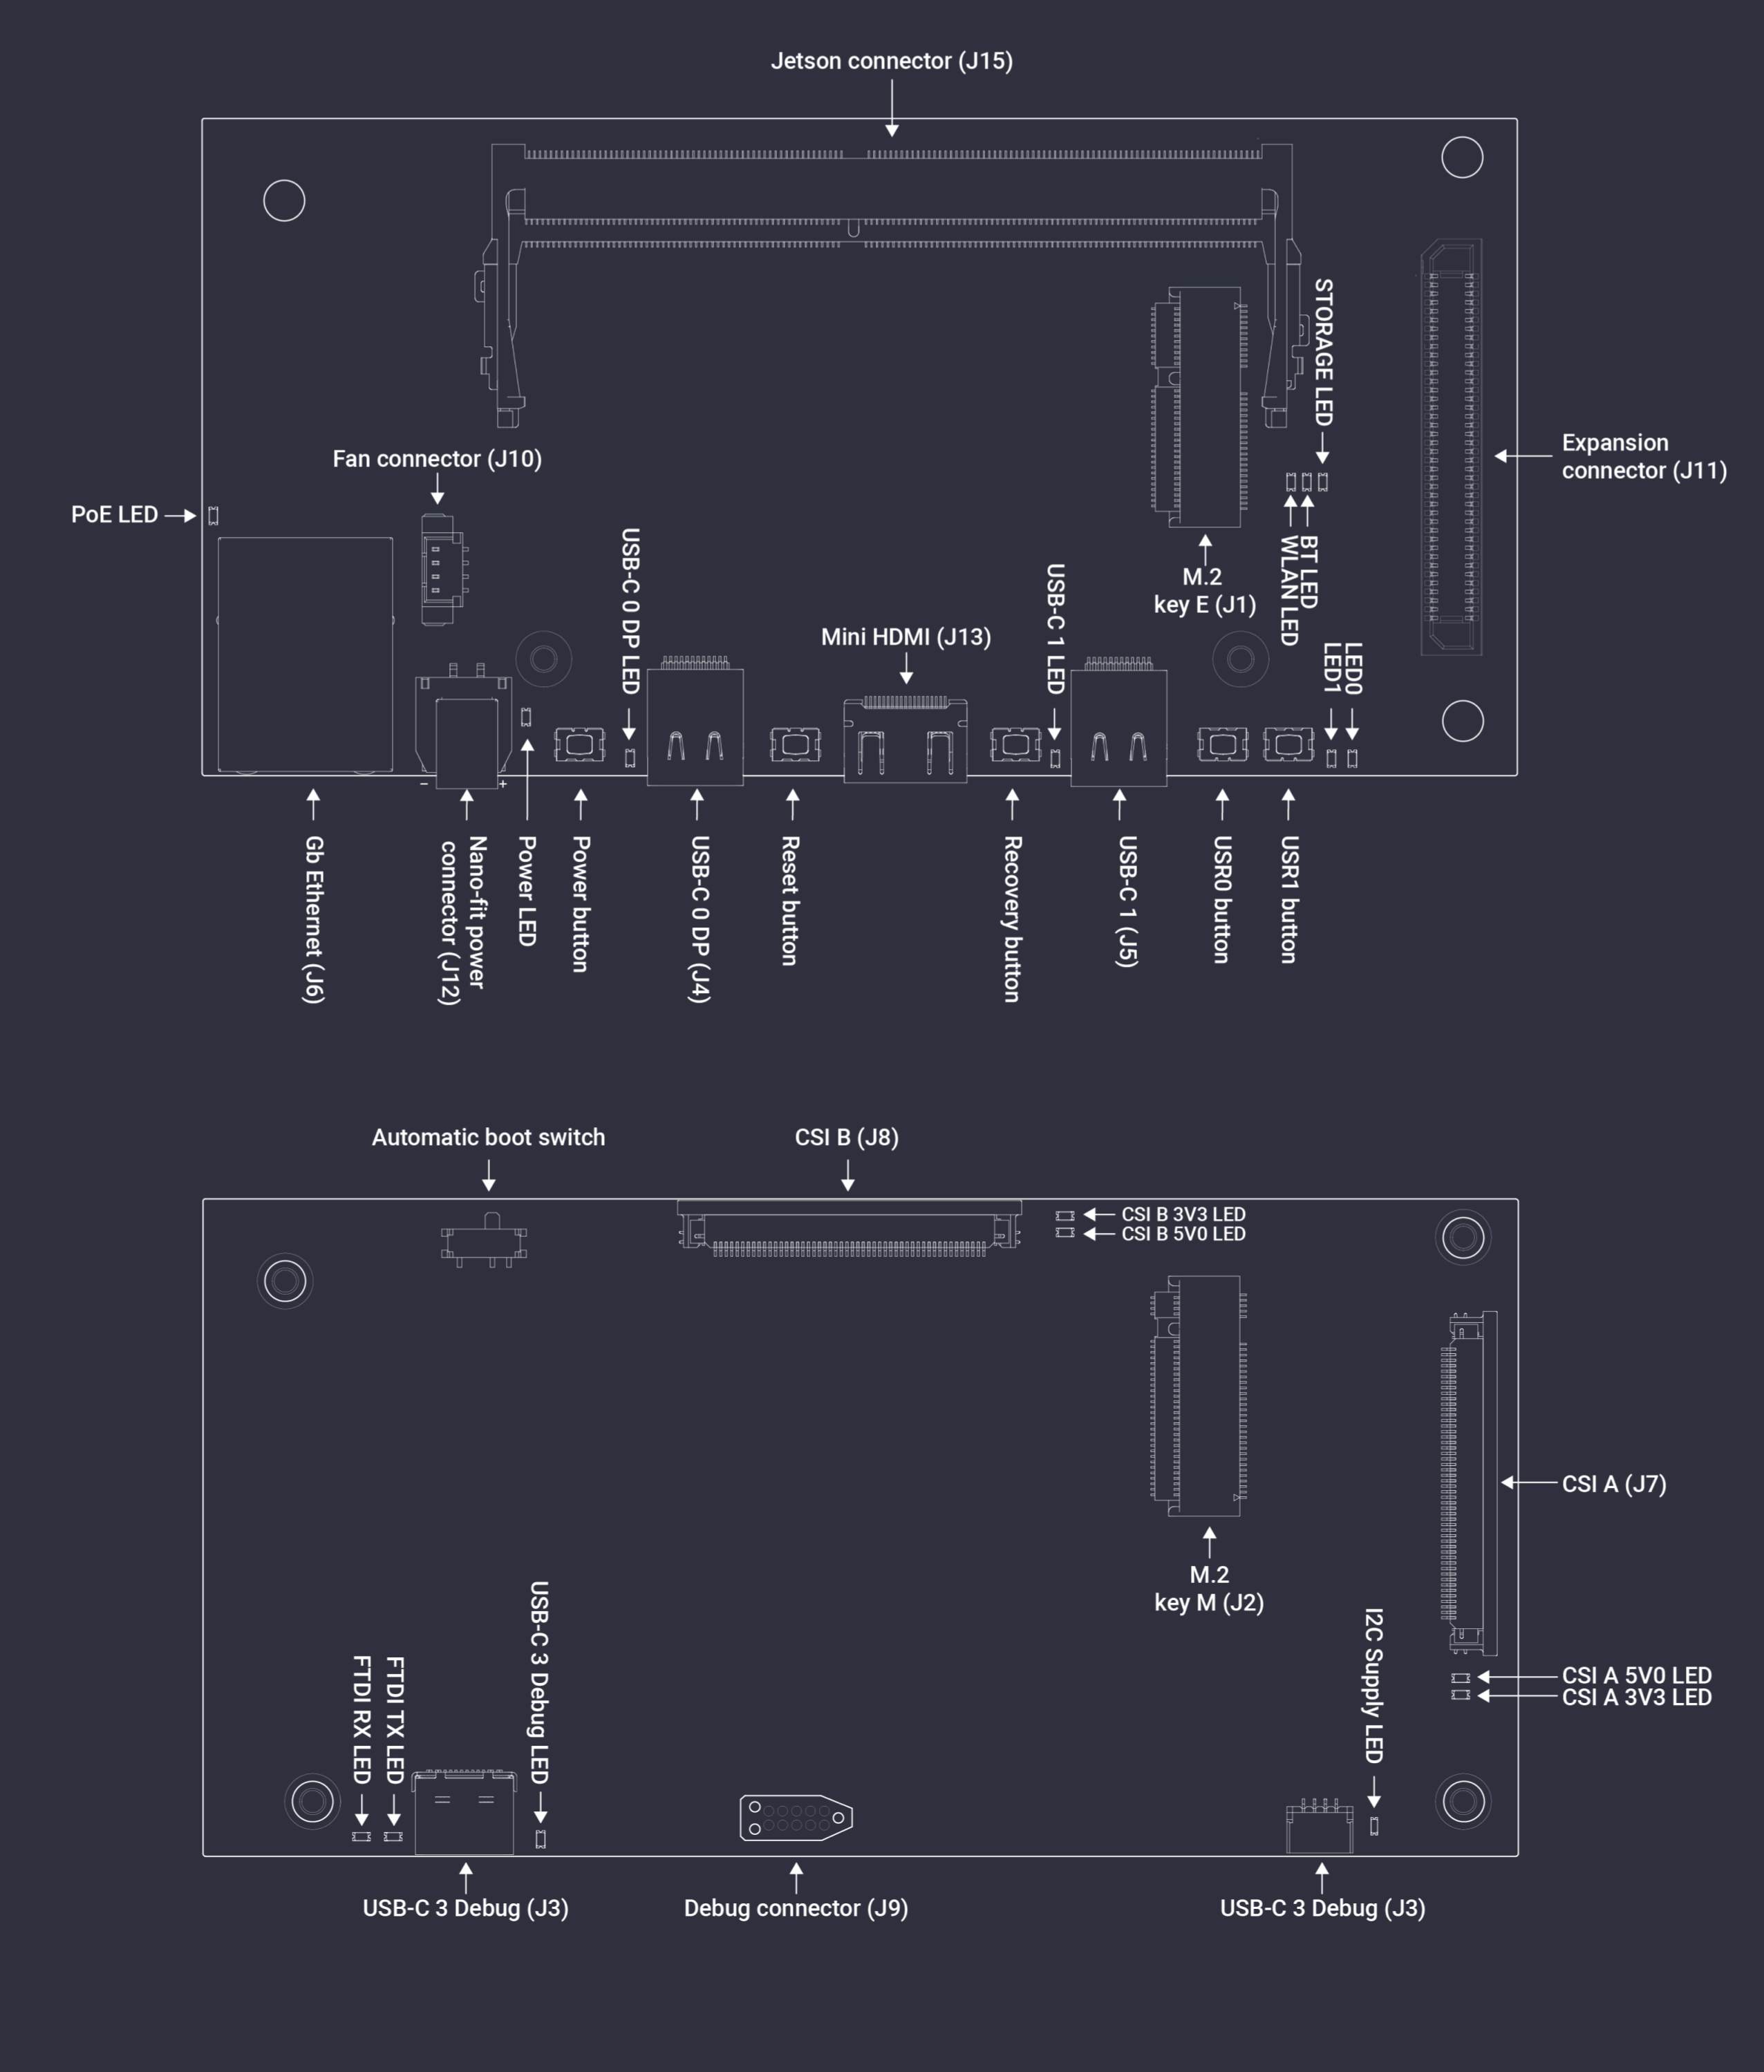 Jetson connector (J15)
STORAGE LED
Fan connector (J10)
Expansion
connector (J11)
PoE LED
USB-C 0 DP LED
BT LED
WLAN LED
USB-C 1 LED
M.2
key E (J1)
Mini HDMI (J13)
LED0
LED1
- +
Gb Ethernet (J6)
Nano-fit power
connector (J12)
Power LED
Power button
USB-C 0 DP (J4)
Reset button
Recovery button
USB-C 1 (J5)
USR0 button
USR1 button
Automatic boot switch
CSI B (J8)
CSI B 3V3 LED
CSI B 5V0 LED
CSI A (J7)
M.2
key M (J2)
USB-C 3 Debug LED
I2C Supply LED
FTDI RX LED
FTDI TX LED
CSI A 5V0 LED
CSI A 3V3 LED
USB-C 3 Debug (J3)
Debug connector (J9)
USB-C 3 Debug (J3)